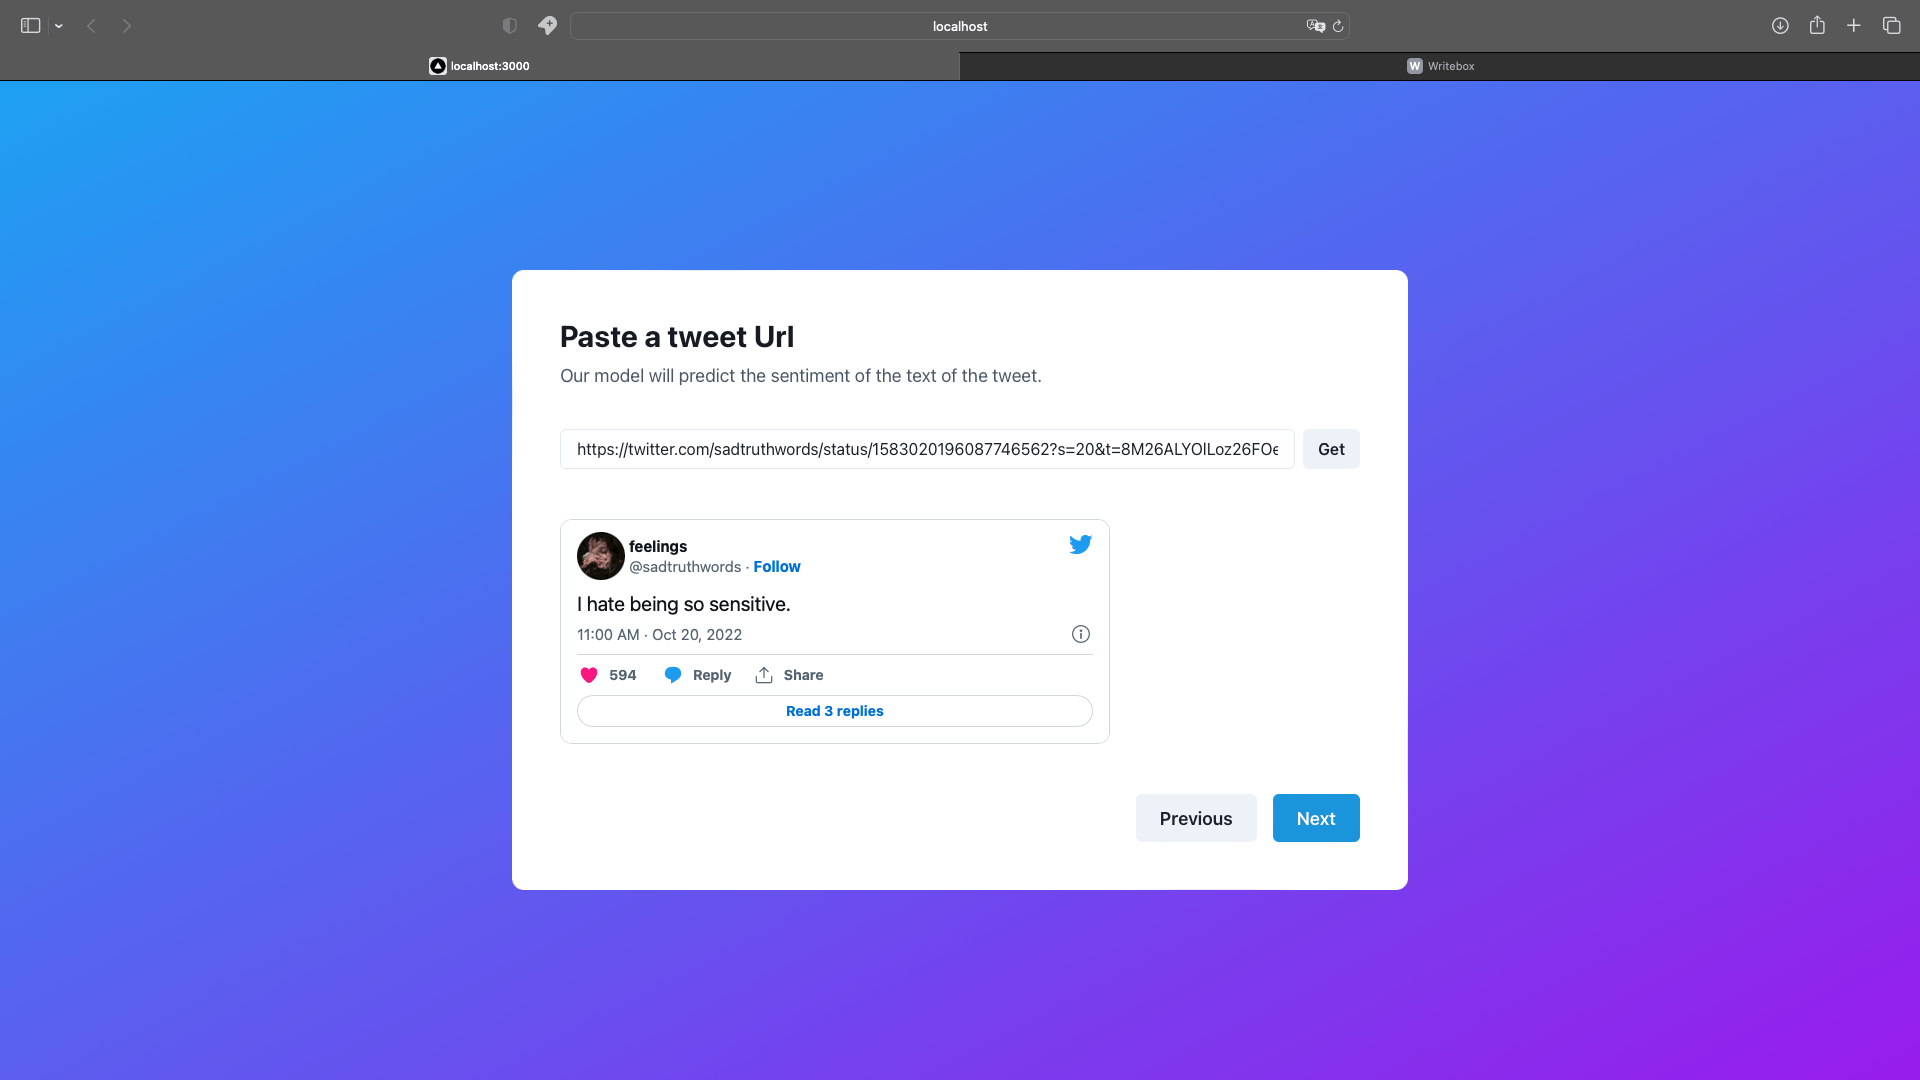 localhost
localhost:3000
W Writebox
Paste a tweet Url
Our model will predict the sentiment of the text of the tweet.
https://twitter.com/sadtruthwords/status/1583020196087746562?s=20&t=8M26ALYOlLoz26FOe
Get
feelings
@sadtruthwords · Follow
I hate being so sensitive.
11:00 AM · Oct 20, 2022
594 Reply Share
Read 3 replies
Previous Next